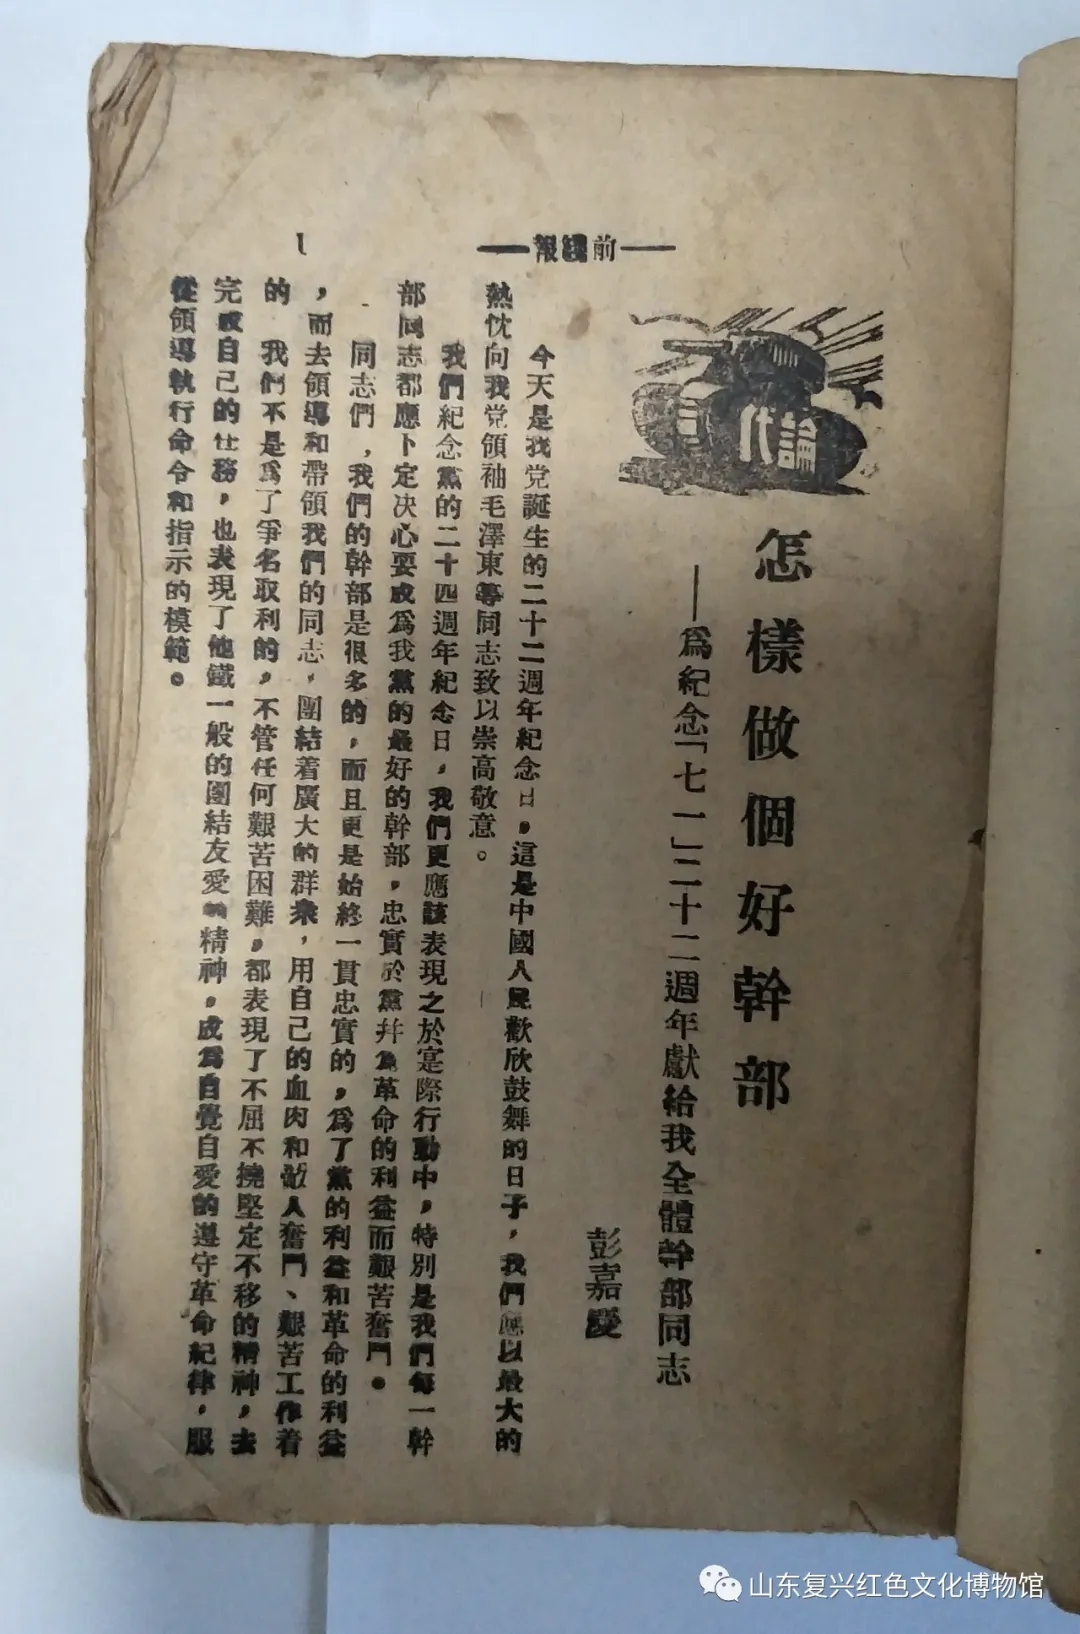 ——前綫報——
1
怎樣做個好幹部
——爲紀念「七一」二十二週年獻給我全體幹部同志
彭嘉慶
今天是我党誕生的二十二週年紀念日,這是中國人民歡欣鼓舞的日子,我們應以最大的
熱忱向我党領袖毛澤東等同志致以崇高敬意。
我們紀念黨的二十四週年紀念日,我們更應該表現之於寔際行動中,特別是我們每一幹
部同志都應卜定决心要成爲我黨的最好的幹部,忠實於黨并爲革命的利益而艱苦奮鬥。
同志們,我們的幹部是很多的,而且更是始終一貫忠實的,爲了黨的利益和革命的利益
,而去領導和帶領我們的同志,團結着廣大的群衆,用自己的血肉和敵人奮鬥、艱苦工作着
的 我們不是爲了爭名取利的,不管任何艱苦困難,都表現了不屈不撓堅定不移的精神,去
完成自己的任務,也表現了他鐵一般的團結友愛的精神,成爲自覺自愛的遵守革命紀律,服
從領導執行命令和指示的模範。
山东复兴红色文化博物馆